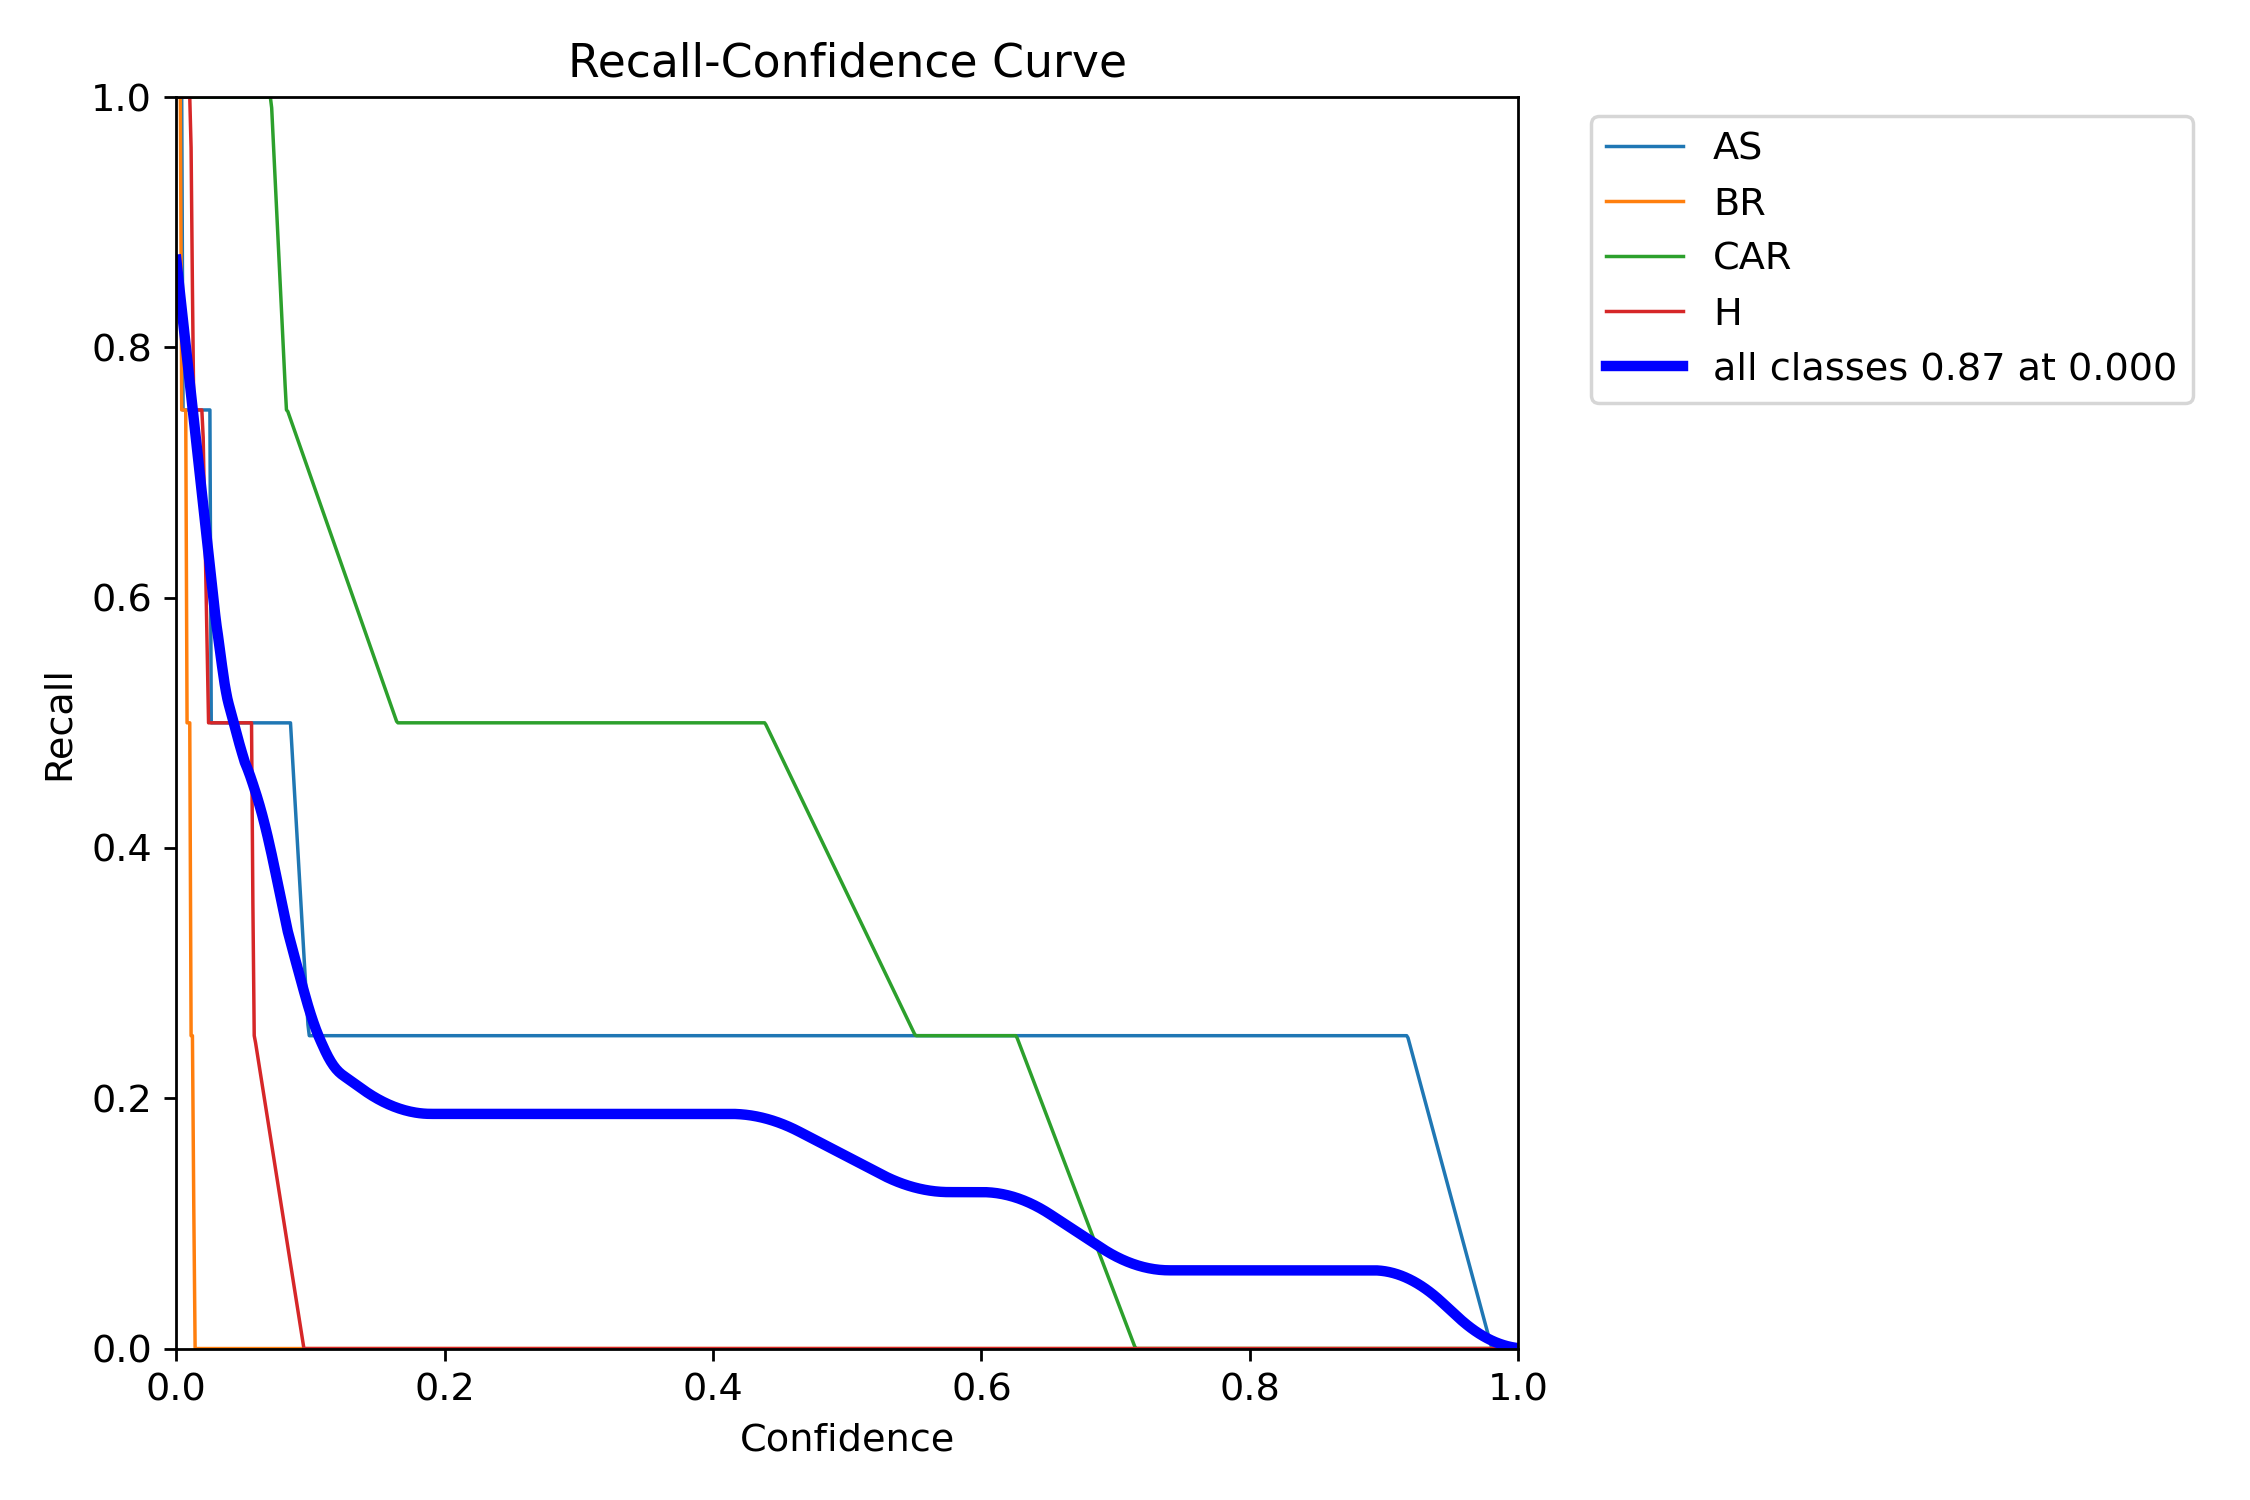 Recall-Confidence Curve
1.0
0.8
0.6
0.4
0.2
0.0
Recall
0.0 0.2 0.4 0.6 0.8 1.0
Confidence
AS
BR
CAR
H
all classes 0.87 at 0.000